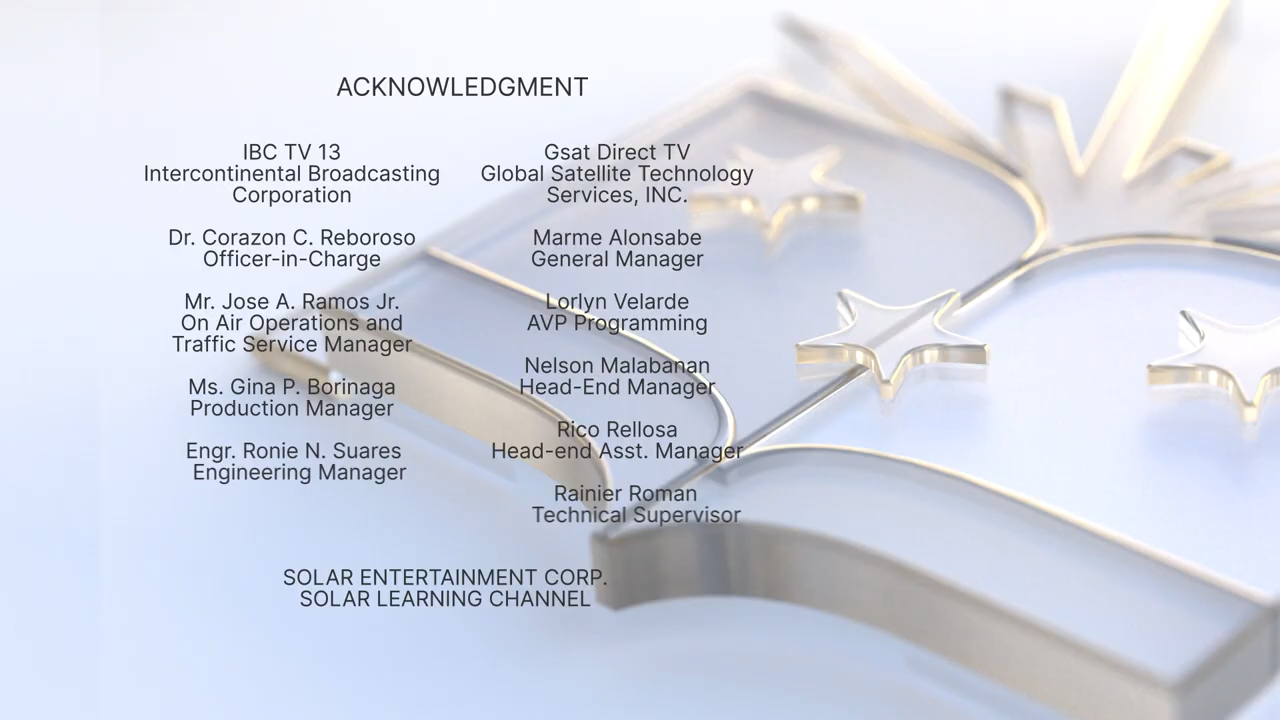 ACKNOWLEDGMENT
IBC TV 13
Intercontinental Broadcasting
Corporation
Dr. Corazon C. Reboroso
Officer-in-Charge
Mr. Jose A. Ramos Jr.
On Air Operations and
Traffic Service Manager
Ms. Gina P. Borinaga
Production Manager
Engr. Ronie N. Suares
Engineering Manager
Gsat Direct TV
Global Satellite Technology
Services, INC.
Marme Alonsabe
General Manager
Lorlyn Velarde
AVP Programming
Nelson Malabanan
Head-End Manager
Rico Rellosa
Head-end Asst. Manager
Rainier Roman
Technical Supervisor
SOLAR ENTERTAINMENT CORP.
SOLAR LEARNING CHANNEL